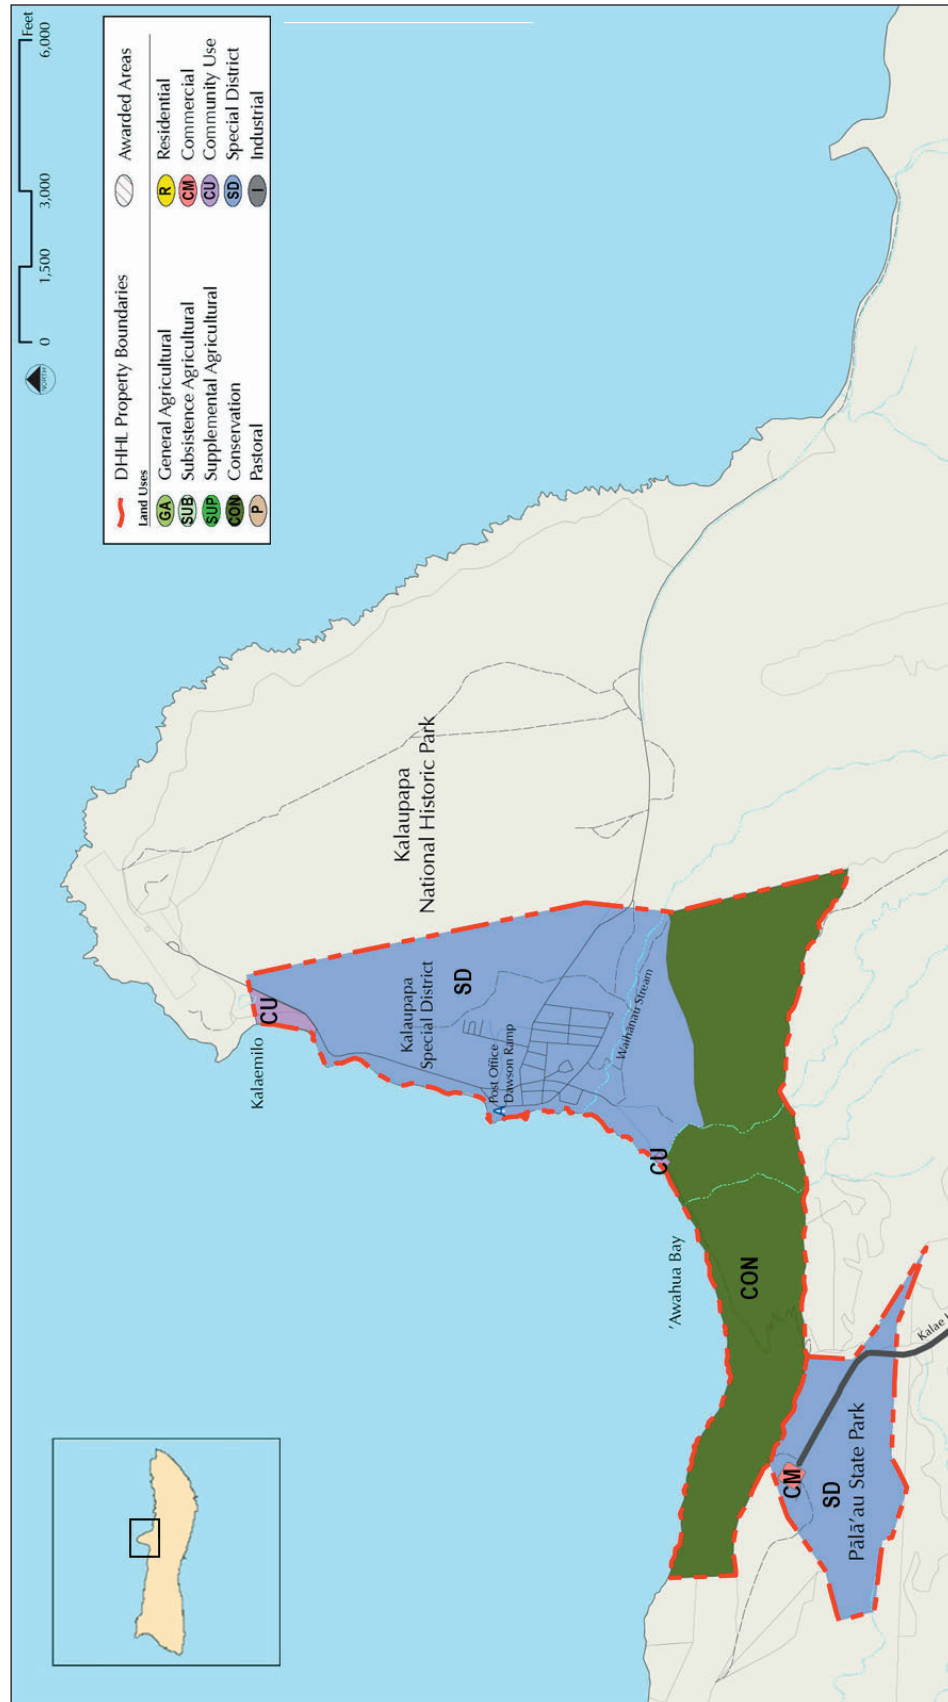 0
1,500
3,000
6,000
Feet
NORTH
DHHL Property Boundaries
Awarded Areas
Land Uses
GA General Agricultural
SUB Subsistence Agricultural
SUP Supplemental Agricultural
CON Conservation
P Pastoral
R Residential
CM Commercial
CU Community Use
SD Special District
I Industrial
Kalaemilo
CU
Kalaupapa
National Historic Park
Kalaupapa
Special District
SD
Post Office
Dawson Ramp
A
Waihānau Stream
CU
'Awahua Bay
CON
CM
SD
Pālā'au State Park
Kalae